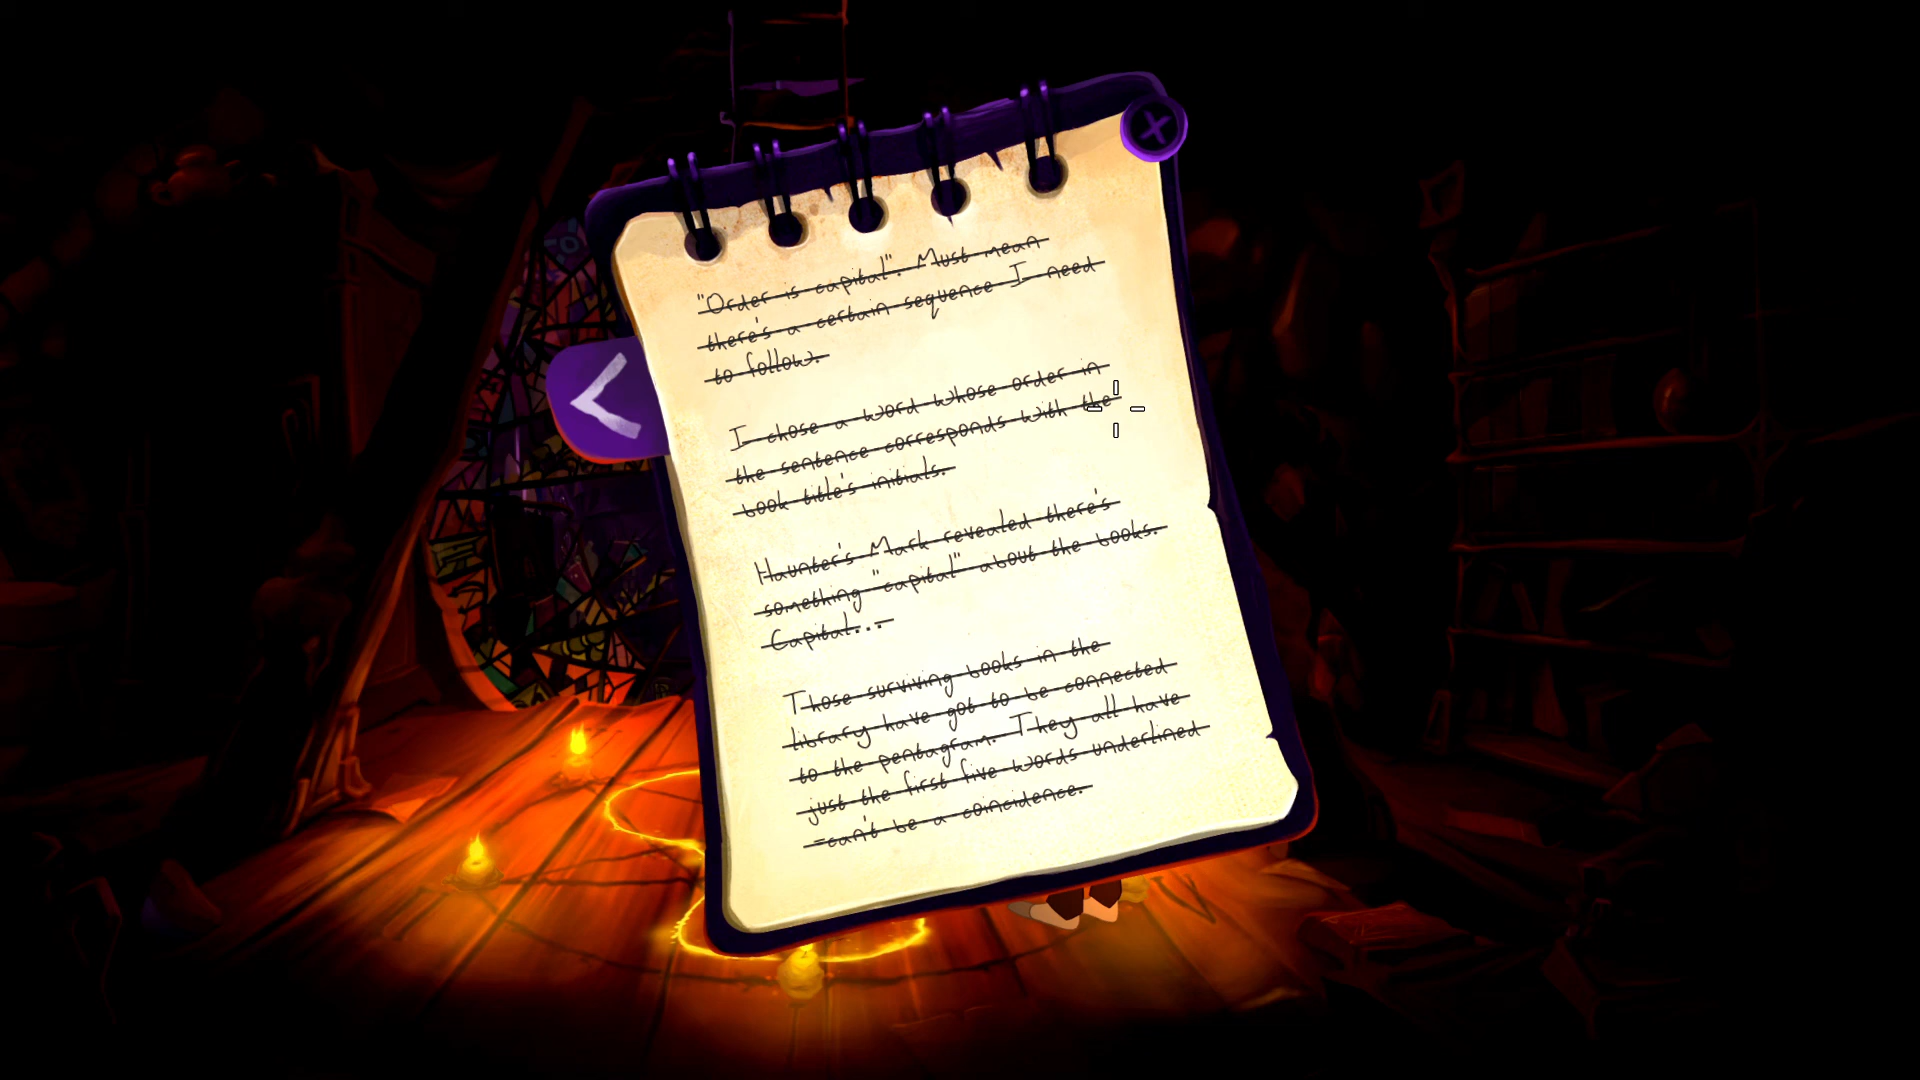 "Order is capital". Must mean
there's a certain sequence I need
to follow.
I chose a word whose order in
the sentence corresponds with the
book title's initials.
Haunter's Mark revealed there's
something "capital" about the books.
Capital...
Those surviving books in the
library have got to be connected
to the pentagram. They all have
just the first five words underlined
-can't be a coincidence.